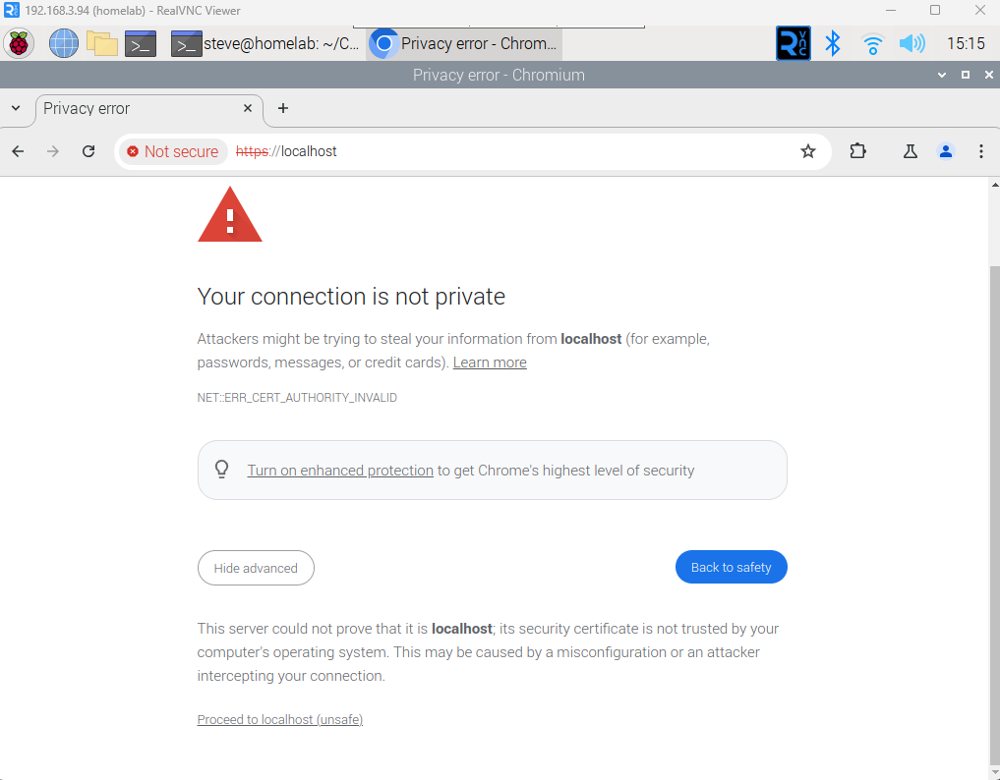 192.168.3.94 (homelab) - RealVNC Viewer
steve@homelab: ~/C... Privacy error - Chrom... 15:15
Privacy error - Chromium
Privacy error
Not secure https://localhost
Your connection is not private
Attackers might be trying to steal your information from localhost (for example,
passwords, messages, or credit cards). Learn more
NET::ERR_CERT_AUTHORITY_INVALID
Turn on enhanced protection to get Chrome's highest level of security
Hide advanced Back to safety
This server could not prove that it is localhost; its security certificate is not trusted by your
computer's operating system. This may be caused by a misconfiguration or an attacker
intercepting your connection.
Proceed to localhost (unsafe)